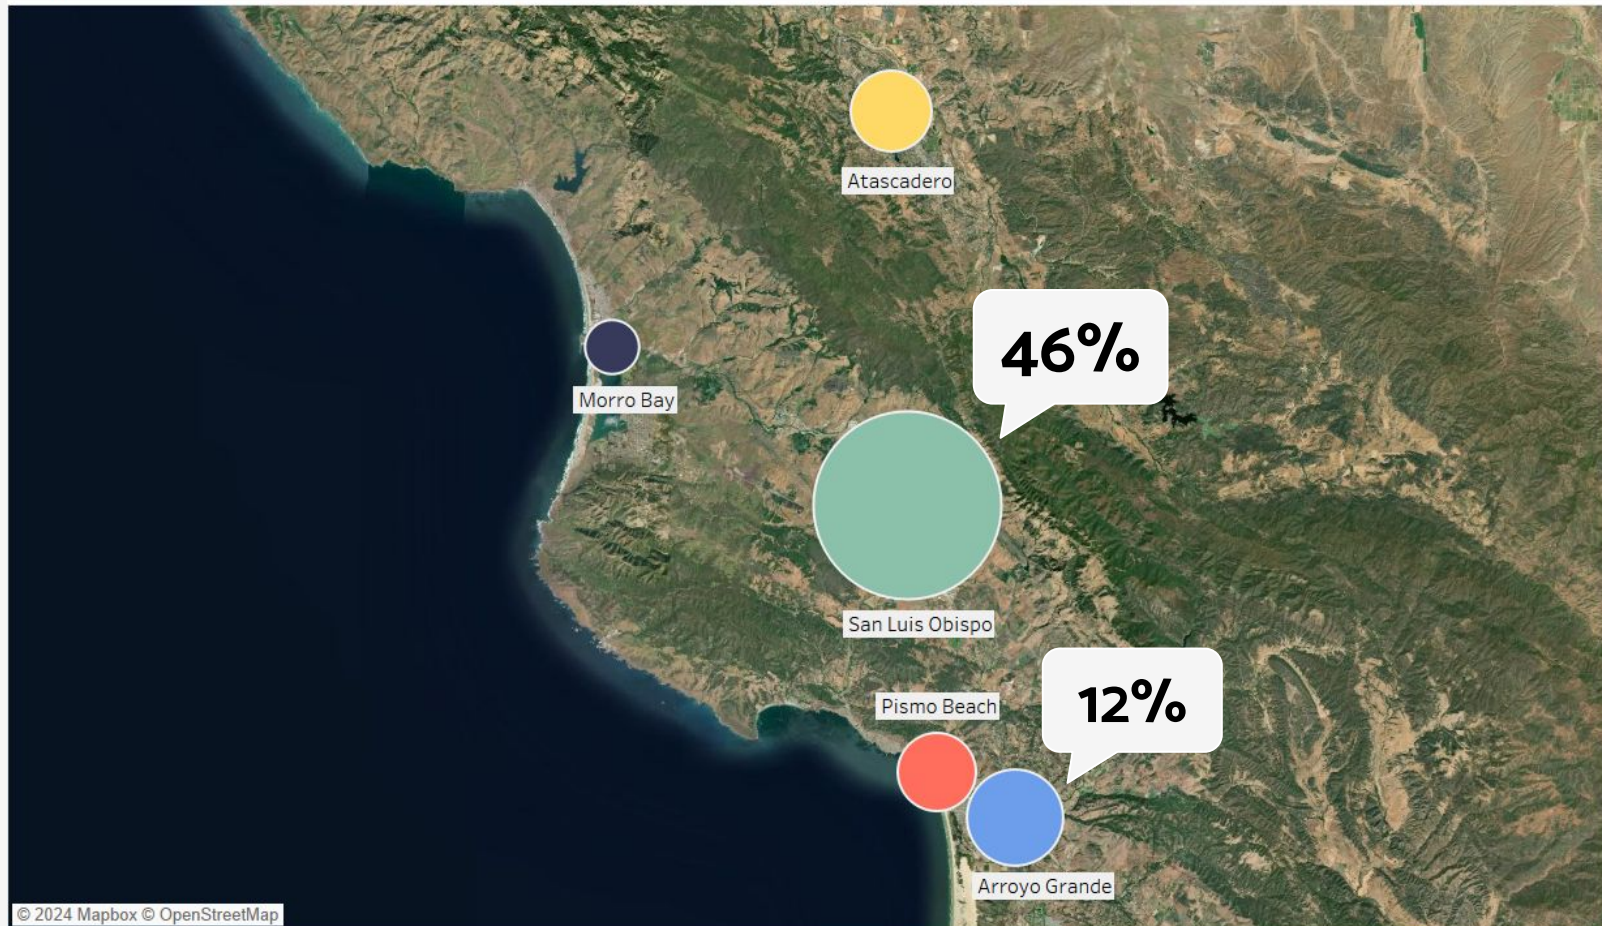 Atascadero
46%
Morro Bay
San Luis Obispo
12%
Pismo Beach
Arroyo Grande
© 2024 Mapbox © OpenStreetMap